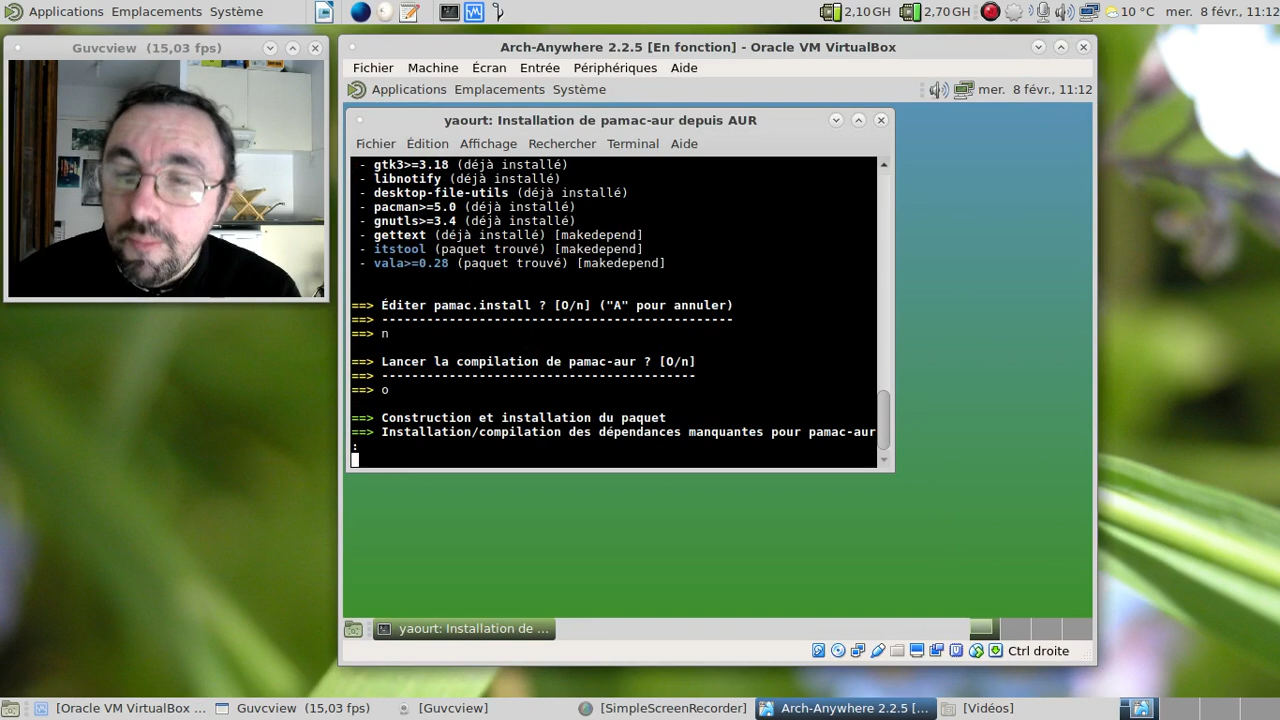 Applications Emplacements Système
2,10 GH 2,70 GH 10 °C mer. 8 févr., 11:12
Guvcview (15,03 fps)
Arch-Anywhere 2.2.5 [En fonction] - Oracle VM VirtualBox
Fichier Machine Écran Entrée Périphériques Aide
Applications Emplacements Système mer. 8 févr., 11:12
yaourt: Installation de pamac-aur depuis AUR
Fichier Édition Affichage Rechercher Terminal Aide
- gtk3>=3.18 (déjà installé)
- libnotify (déjà installé)
- desktop-file-utils (déjà installé)
- pacman>=5.0 (déjà installé)
- gnutls>=3.4 (déjà installé)
- gettext (déjà installé) [makedepend]
- itstool (paquet trouvé) [makedepend]
- vala>=0.28 (paquet trouvé) [makedepend]
==> Éditer pamac.install ? [O/n] ("A" pour annuler)
==> -----------------------------------------------
==> n
==> Lancer la compilation de pamac-aur ? [O/n]
==> ------------------------------------------
==> o
==> Construction et installation du paquet
==> Installation/compilation des dépendances manquantes pour pamac-aur
:
yaourt: Installation de ...
Ctrl droite
[Oracle VM VirtualBox ... Guvcview (15,03 fps) [Guvcview] [SimpleScreenRecorder] Arch-Anywhere 2.2.5 [... [Vidéos]